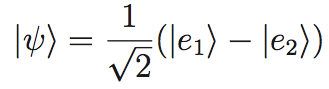 |ψ⟩ = 1/√2 (|e₁⟩ − |e₂⟩)